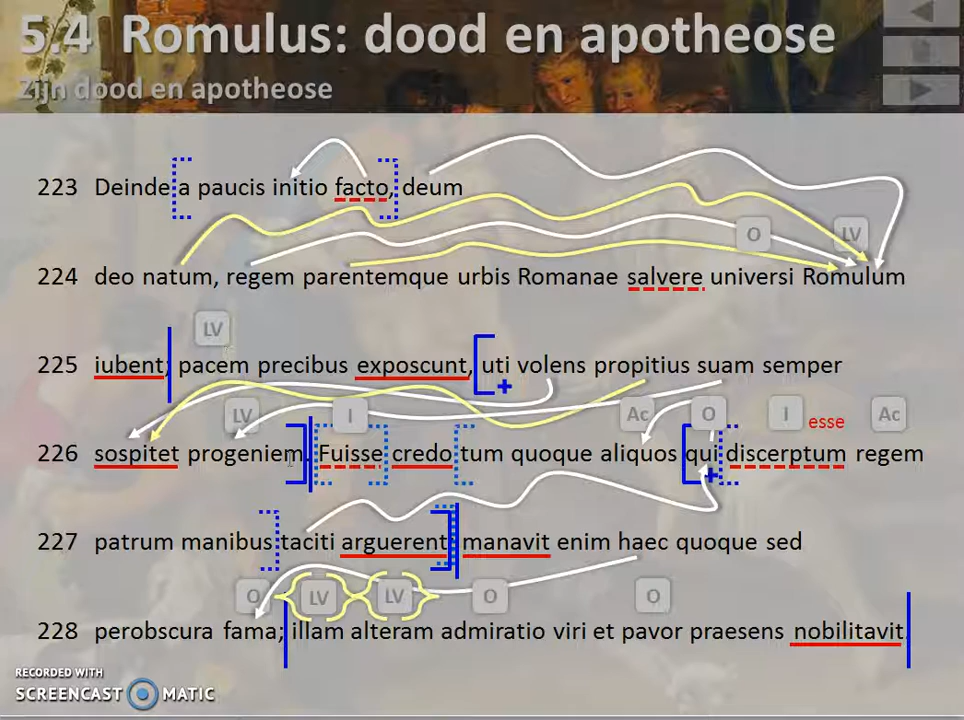 5.4 Romulus: dood en apotheose
Zijn dood en apotheose
223 Deinde a paucis initio facto, deum
O LV
224 deo natum, regem parentemque urbis Romanae salvere universi Romulum
LV
225 iubent; pacem precibus exposcunt, uti volens propitius suam semper
+
LV I Ac O I esse Ac
226 sospitet progeniem. Fuisse credo tum quoque aliquos qui discerptum regem
+
227 patrum manibus taciti arguerent; manavit enim haec quoque sed
O LV LV O O
228 perobscura fama; illam alteram admiratio viri et pavor praesens nobilitavit.
RECORDED WITH
SCREENCAST MATIC